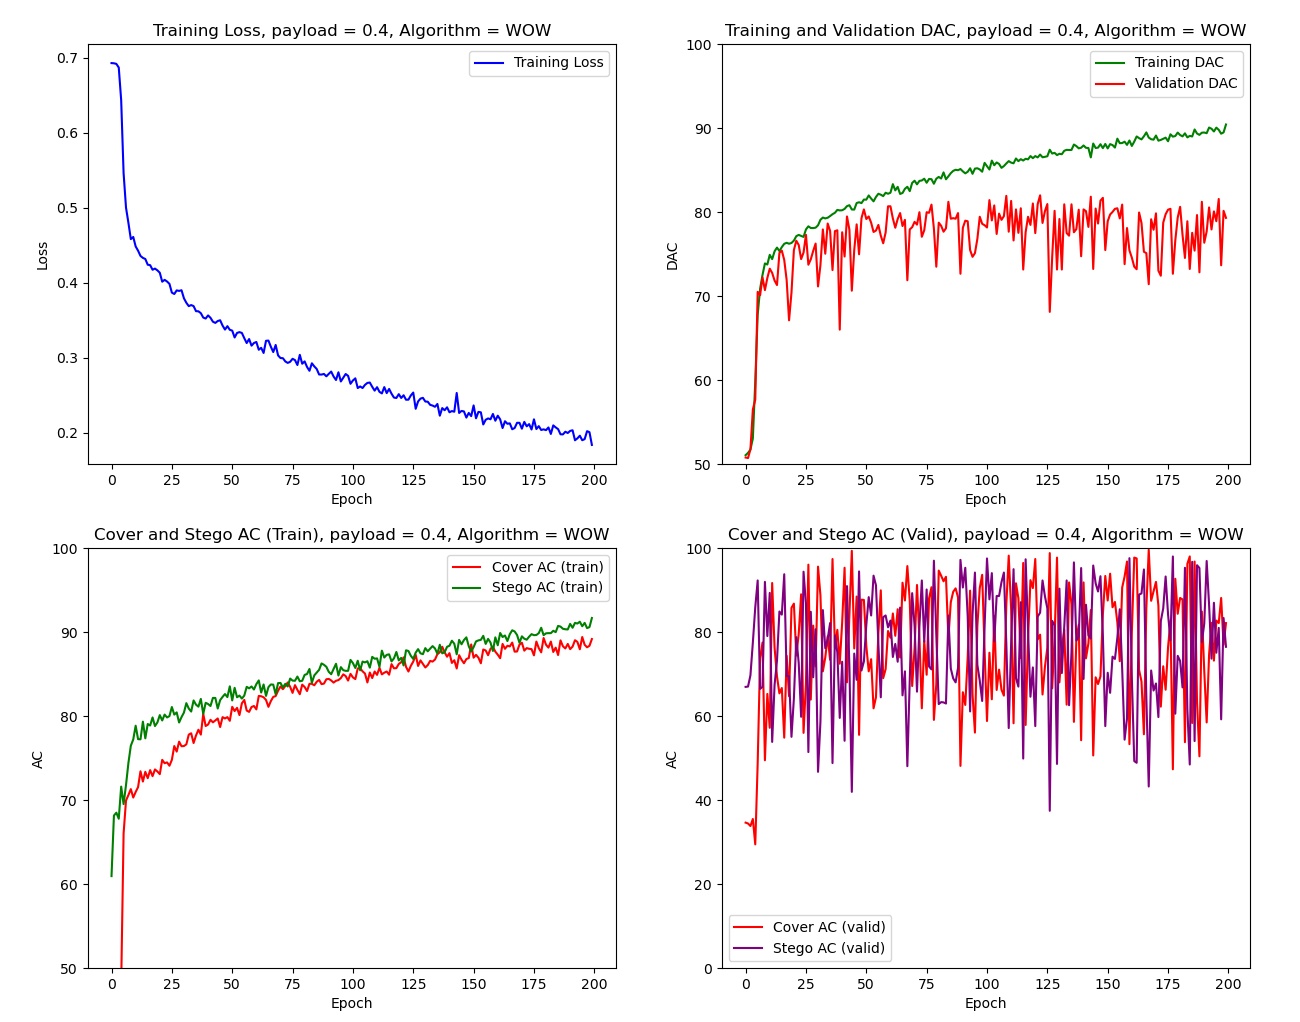 Training Loss, payload = 0.4, Algorithm = WOW
Training Loss
0.7
0.6
0.5
0.4
0.3
0.2
Loss
0 25 50 75 100 125 150 175 200
Epoch
Training and Validation DAC, payload = 0.4, Algorithm = WOW
Training DAC
Validation DAC
100
90
80
70
60
50
DAC
0 25 50 75 100 125 150 175 200
Epoch
Cover and Stego AC (Train), payload = 0.4, Algorithm = WOW
Cover AC (train)
Stego AC (train)
100
90
80
70
60
50
AC
0 25 50 75 100 125 150 175 200
Epoch
Cover and Stego AC (Valid), payload = 0.4, Algorithm = WOW
100
80
60
40
20
0
AC
Cover AC (valid)
Stego AC (valid)
0 25 50 75 100 125 150 175 200
Epoch